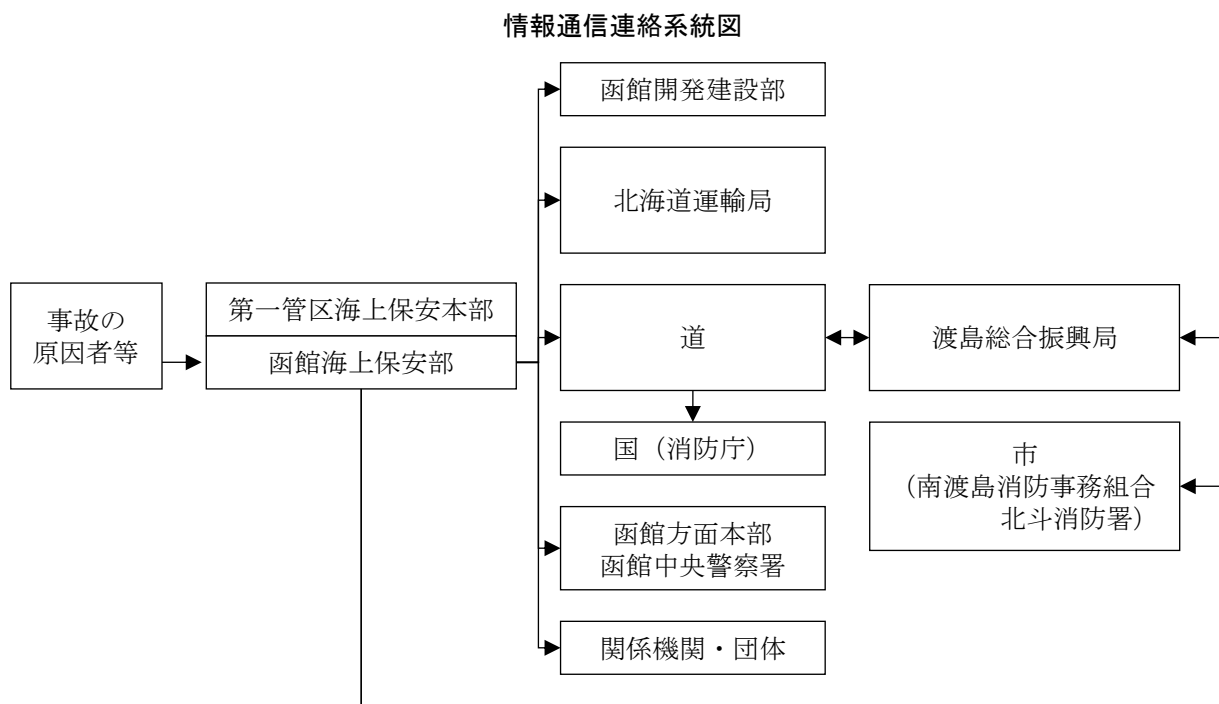 情報通信連絡系統図
函館開発建設部
北海道運輸局
事故の
原因者等
第一管区海上保安本部
函館海上保安部
道
渡島総合振興局
国（消防庁）
市
（南渡島消防事務組合
北斗消防署）
函館方面本部
函館中央警察署
関係機関・団体